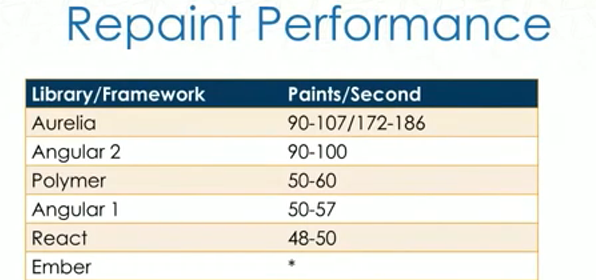 Repaint Performance
Library/Framework Paints/Second
Aurelia 90-107/172-186
Angular 2 90-100
Polymer 50-60
Angular 1 50-57
React 48-50
Ember *